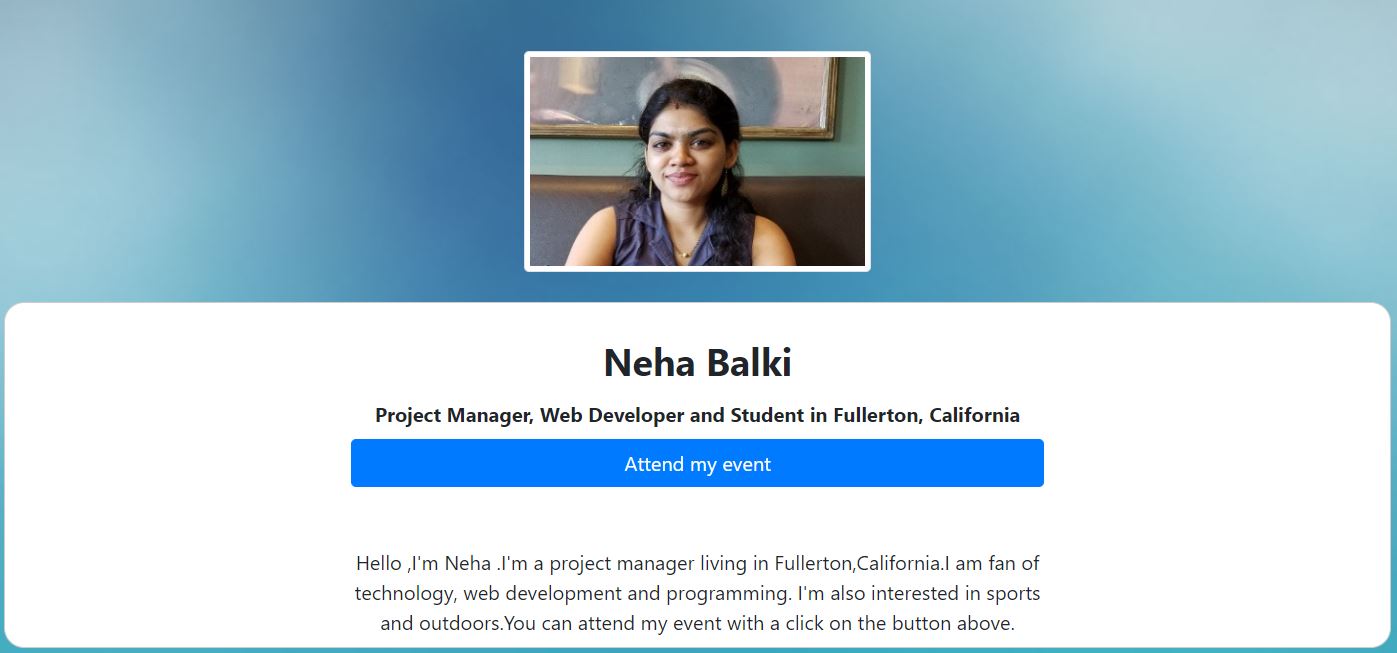 Neha Balki
Project Manager, Web Developer and Student in Fullerton, California
Attend my event
Hello ,I'm Neha .I'm a project manager living in Fullerton,California.I am fan of
technology, web development and programming. I'm also interested in sports
and outdoors.You can attend my event with a click on the button above.